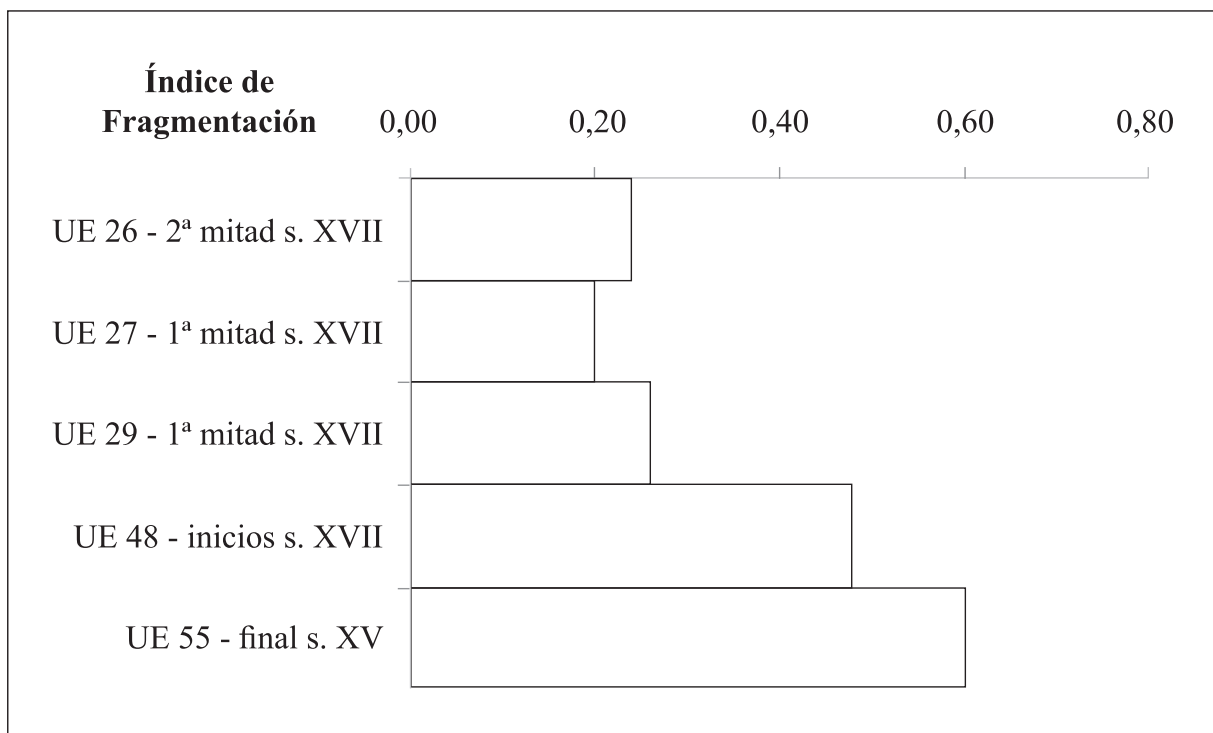 Índice de
Fragmentación
0,00 0,20 0,40 0,60 0,80
UE 26 - 2ª mitad s. XVII
UE 27 - 1ª mitad s. XVII
UE 29 - 1ª mitad s. XVII
UE 48 - inicios s. XVII
UE 55 - final s. XV